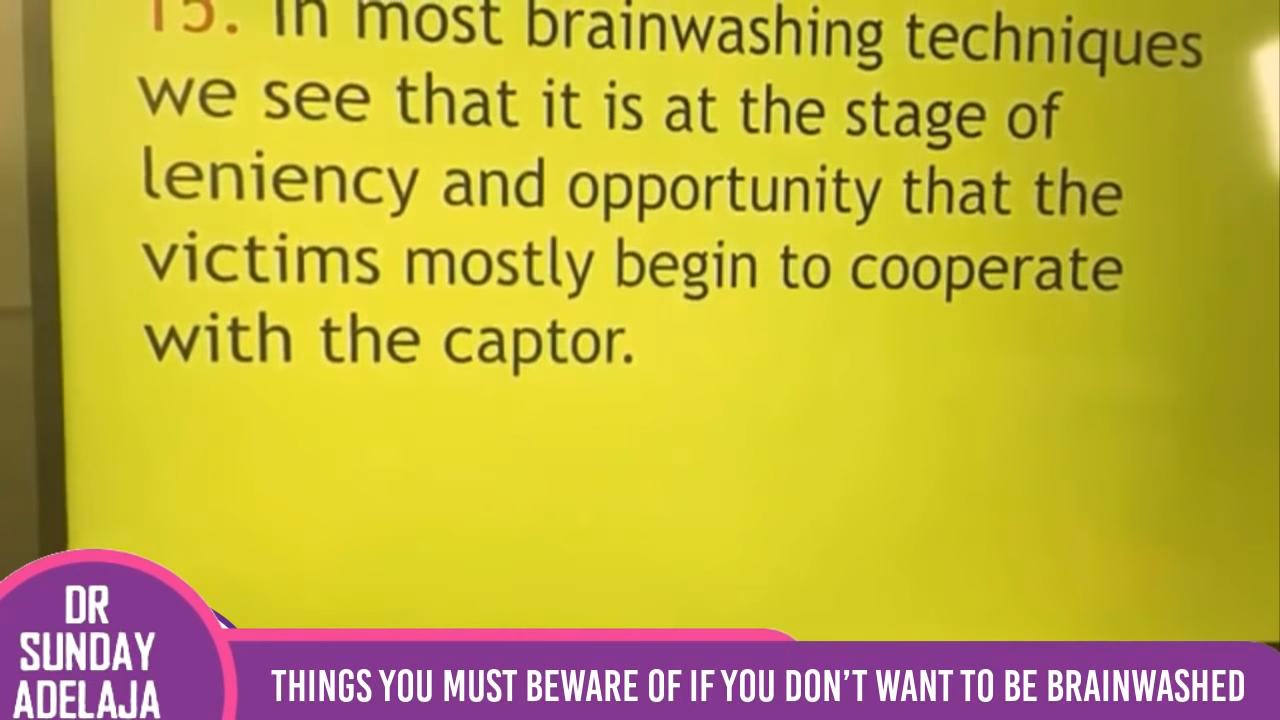 15. In most brainwashing techniques
we see that it is at the stage of
leniency and opportunity that the
victims mostly begin to cooperate
with the captor.
DR
SUNDAY
ADELAJA
THINGS YOU MUST BEWARE OF IF YOU DON'T WANT TO BE BRAINWASHED